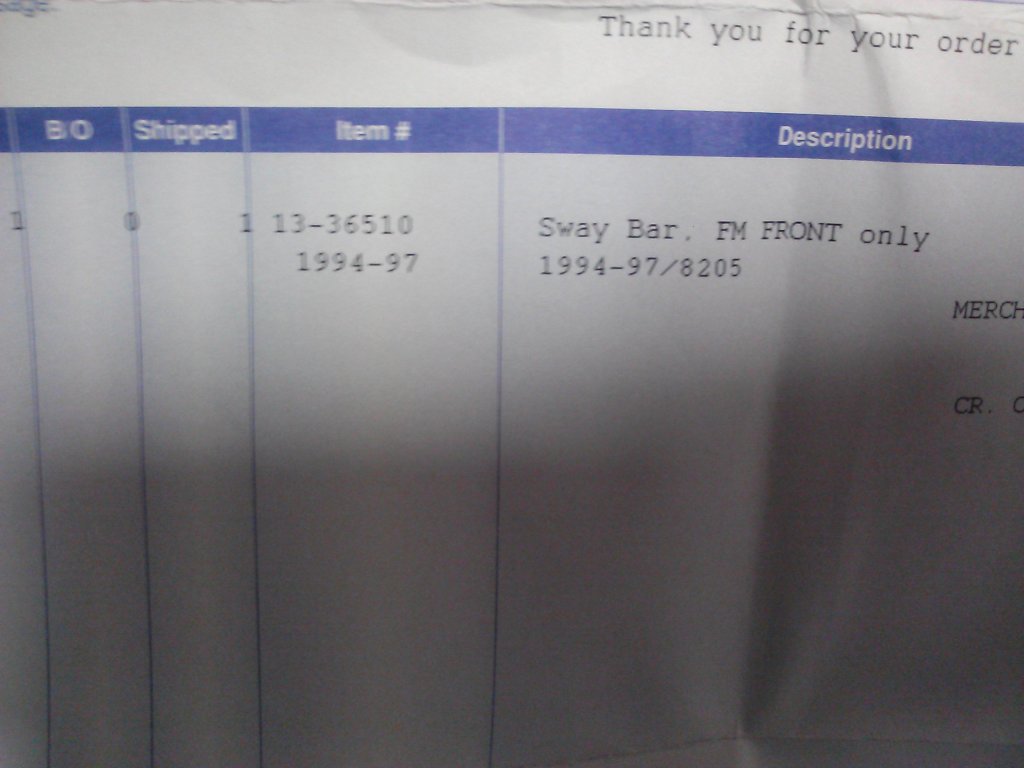 Thank you for your order
B/O Shipped Item # Description
1 0 1 13-36510 Sway Bar, FM FRONT only
1994-97 1994-97/8205
MERCH
CR.